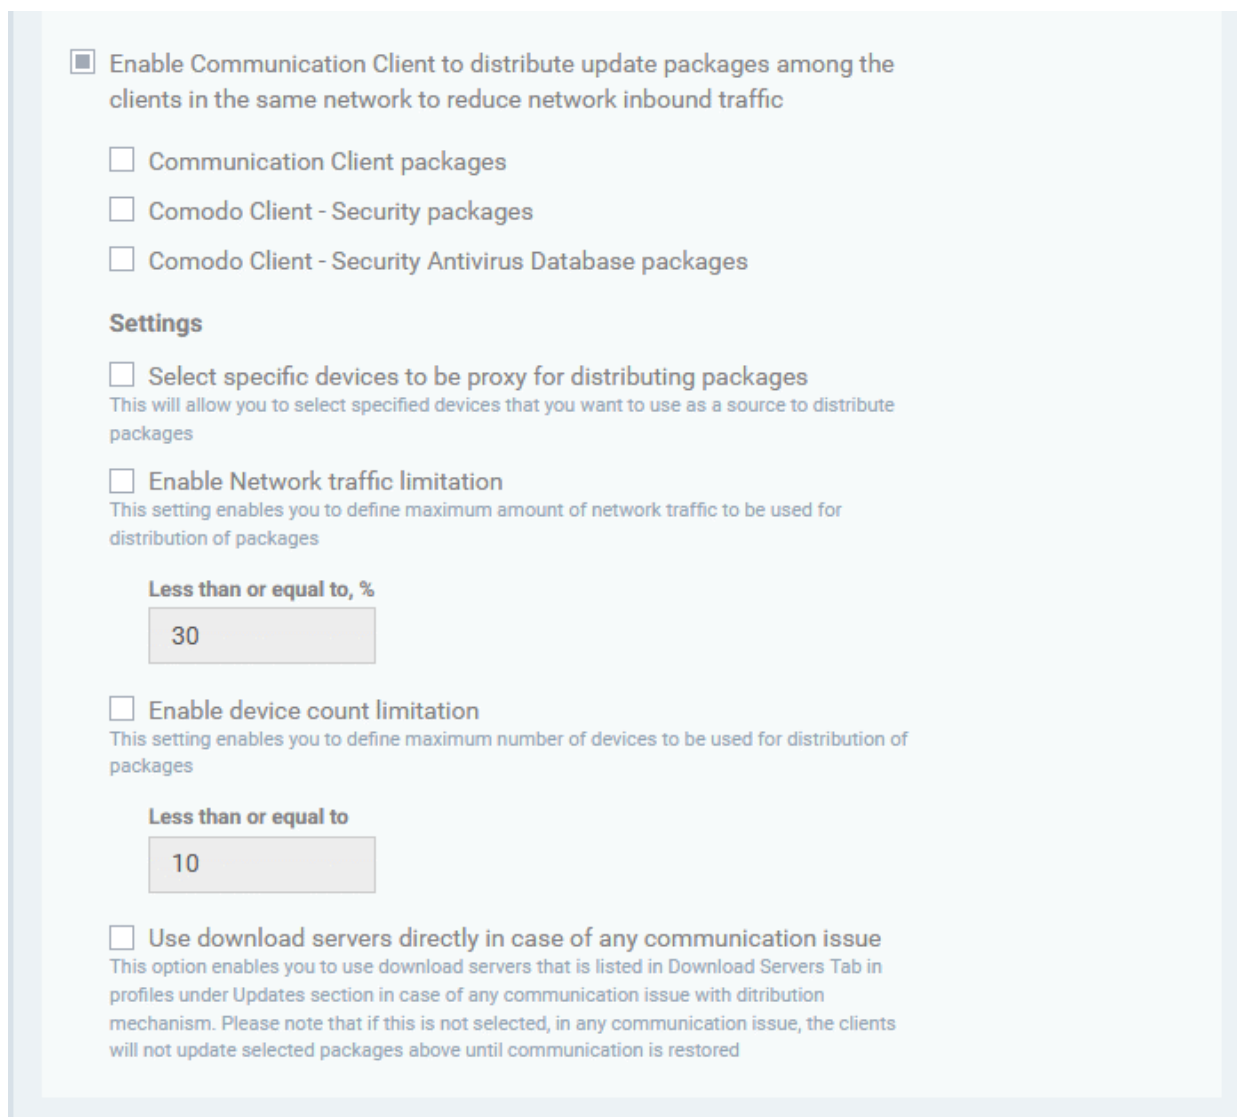 Enable Communication Client to distribute update packages among the
clients in the same network to reduce network inbound traffic
Communication Client packages
Comodo Client - Security packages
Comodo Client - Security Antivirus Database packages
Settings
Select specific devices to be proxy for distributing packages
This will allow you to select specified devices that you want to use as a source to distribute
packages
Enable Network traffic limitation
This setting enables you to define maximum amount of network traffic to be used for
distribution of packages
Less than or equal to, %
30
Enable device count limitation
This setting enables you to define maximum number of devices to be used for distribution of
packages
Less than or equal to
10
Use download servers directly in case of any communication issue
This option enables you to use download servers that is listed in Download Servers Tab in
profiles under Updates section in case of any communication issue with ditribution
mechanism. Please note that if this is not selected, in any communication issue, the clients
will not update selected packages above until communication is restored